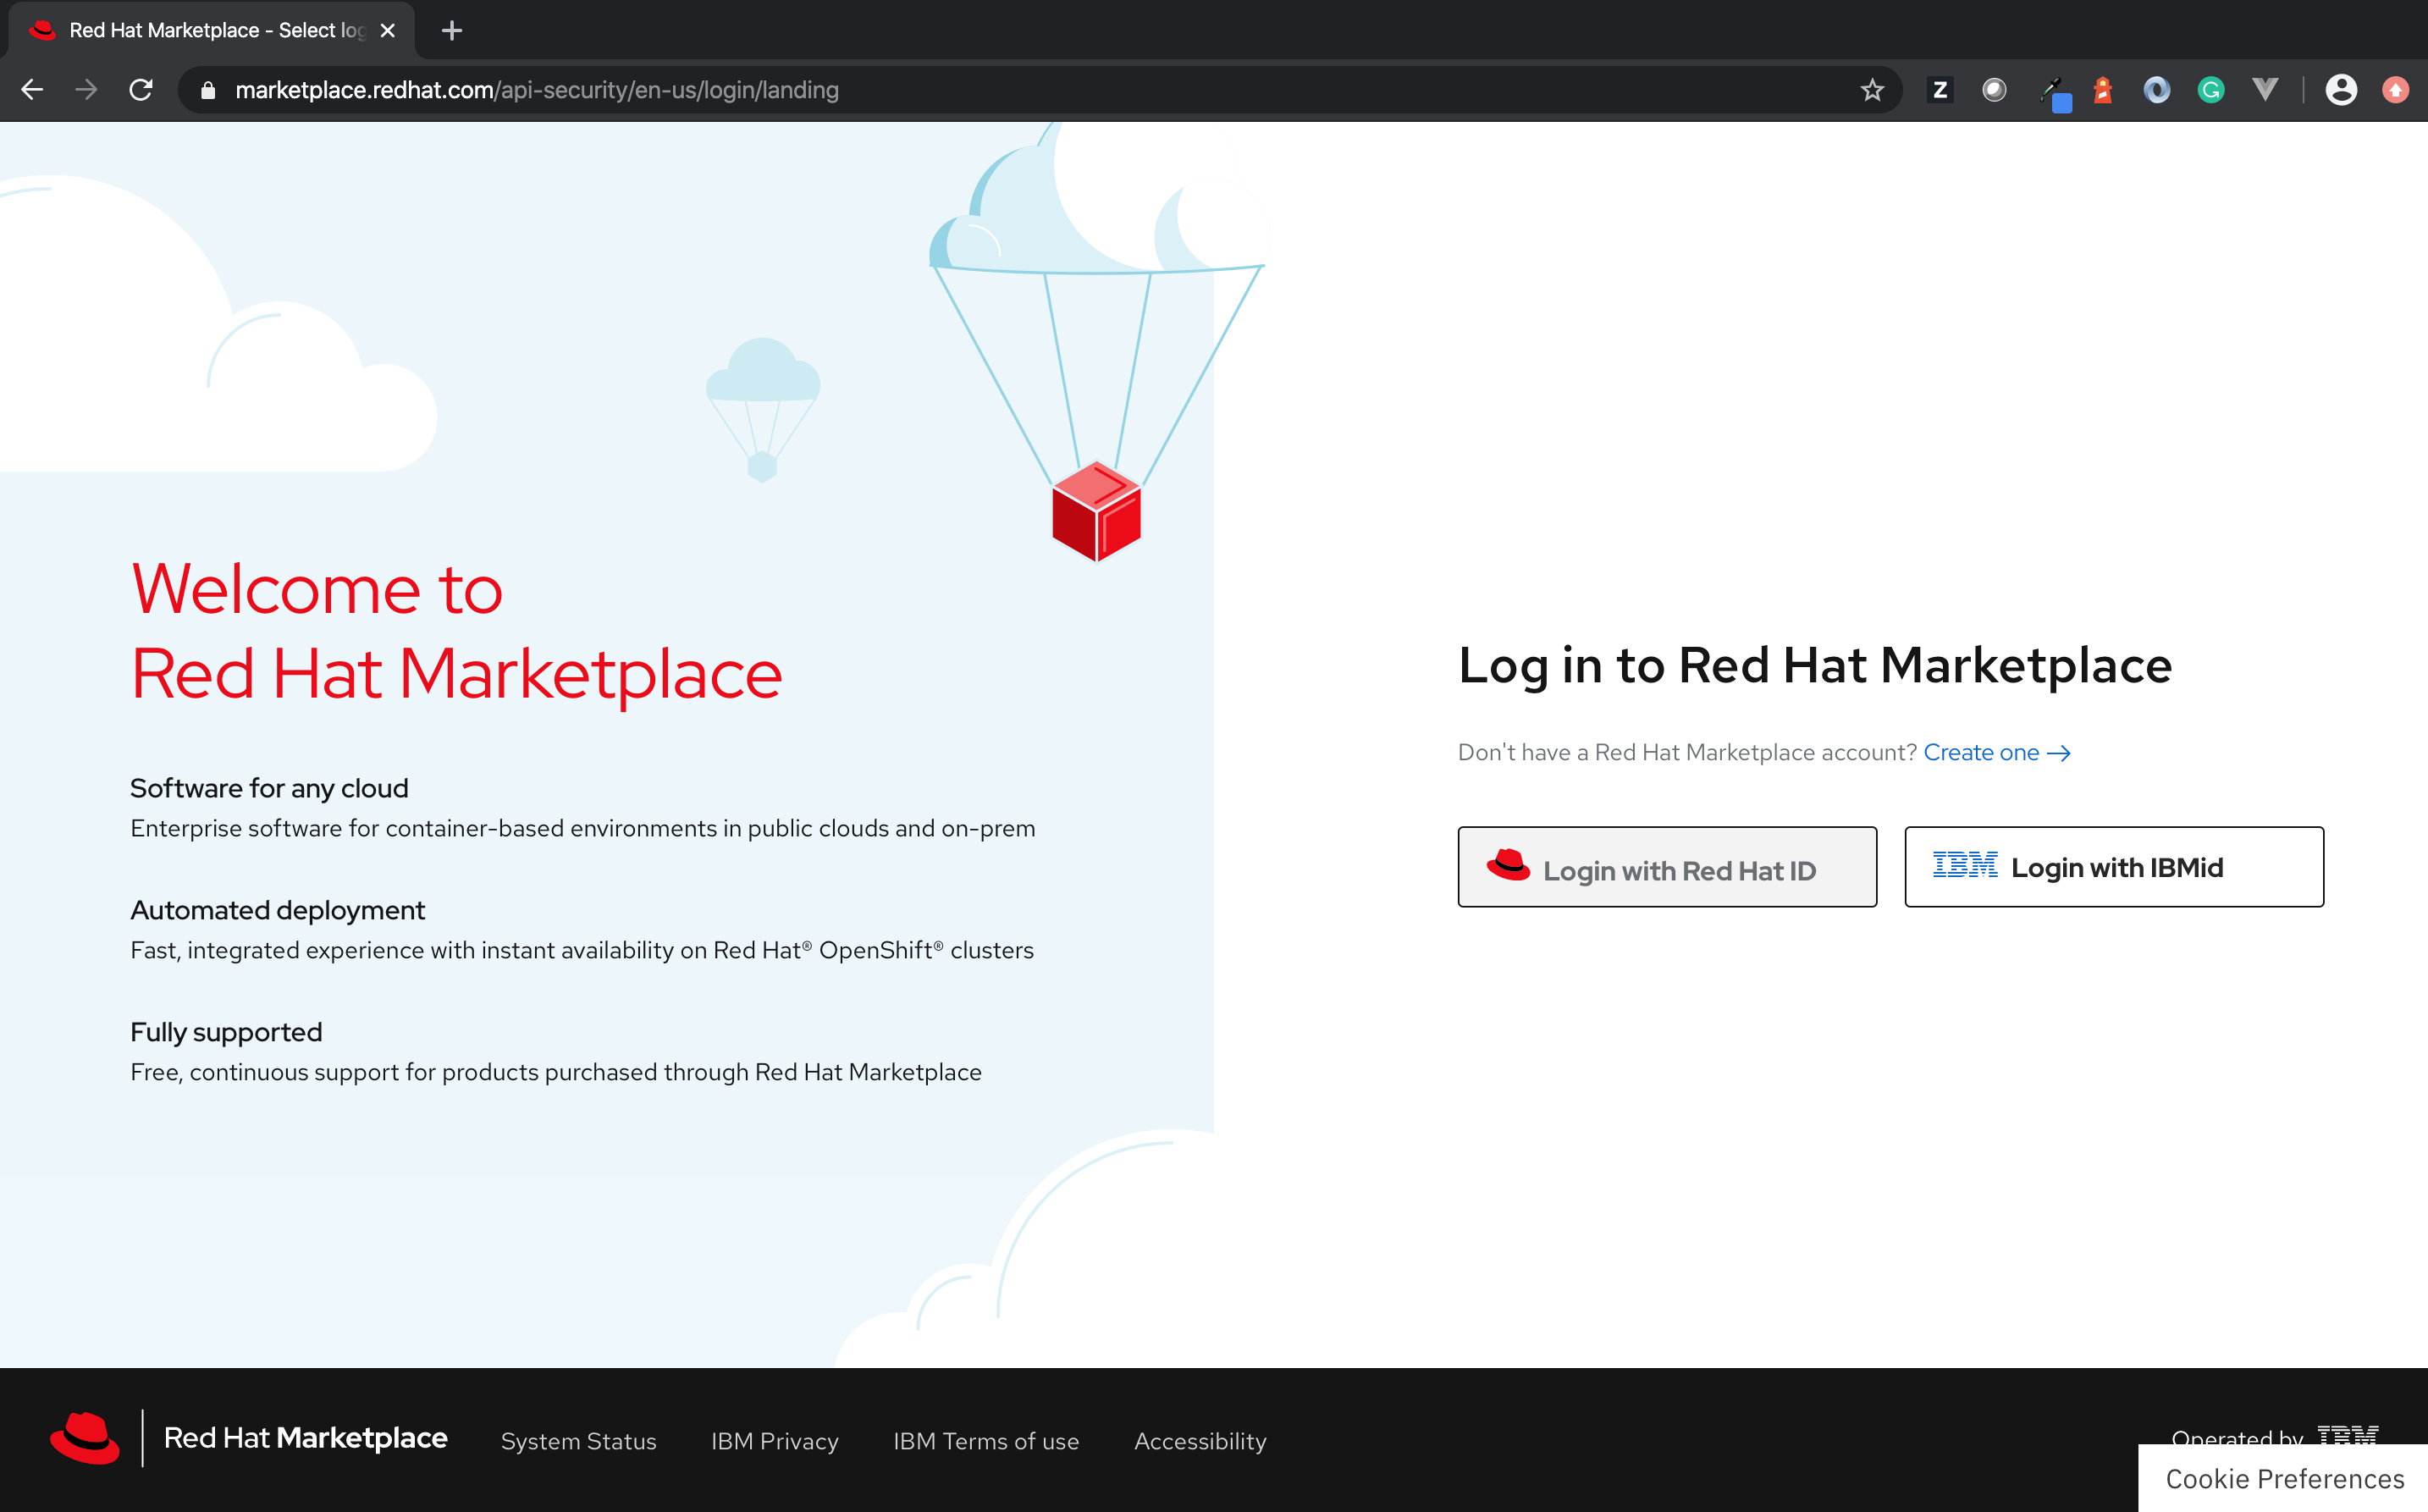 Red Hat Marketplace - Select log
marketplace.redhat.com/api-security/en-us/login/landing
Z
G
Welcome to
Red Hat Marketplace
Software for any cloud
Enterprise software for container-based environments in public clouds and on-prem
Automated deployment
Fast, integrated experience with instant availability on Red Hat® OpenShift® clusters
Fully supported
Free, continuous support for products purchased through Red Hat Marketplace
Log in to Red Hat Marketplace
Don't have a Red Hat Marketplace account? Create one →
Login with Red Hat ID
IBM Login with IBMid
Red Hat Marketplace
System Status
IBM Privacy
IBM Terms of use
Accessibility
Operated by IBM
Cookie Preferences